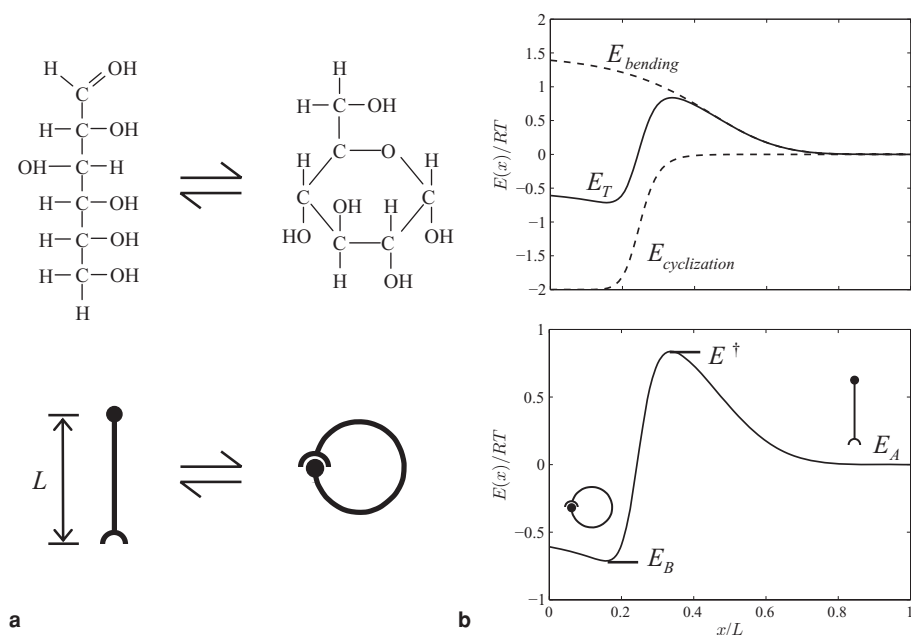 H OH
C
H–C–OH
OH–C–H
H–C–OH
H–C–OH
H–C–OH
H
H
H–C–OH
C O
H H
C C
OH H
HO C C OH
H OH
L
a
2
1.5
1
0.5
0
−0.5
−1
−1.5
−2
E(x)/RT
E_bending
E_T
E_cyclization
1
0.5
0
−0.5
−1
E(x)/RT
E†
E_A
E_B
0 0.2 0.4 0.6 0.8 1
x/L
b